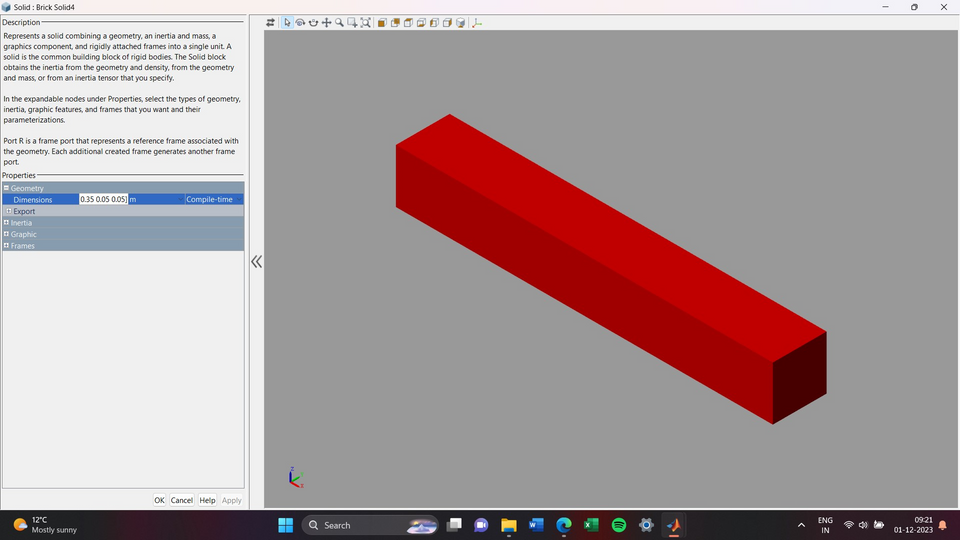 Solid : Brick Solid4
Description
Represents a solid combining a geometry, an inertia and mass, a
graphics component, and rigidly attached frames into a single unit. A
solid is the common building block of rigid bodies. The Solid block
obtains the inertia from the geometry and density, from the geometry
and mass, or from an inertia tensor that you specify.
In the expandable nodes under Properties, select the types of geometry,
inertia, graphic features, and frames that you want and their
parameterizations.
Port R is a frame port that represents a reference frame associated with
the geometry. Each additional created frame generates another frame
port.
Properties
Geometry
Dimensions 0.35 0.05 0.05] m Compile-time
Export
Inertia
Graphic
Frames
OK Cancel Help Apply
z
x
12°C
Mostly sunny
Search
ENG
IN
09:21
01-12-2023